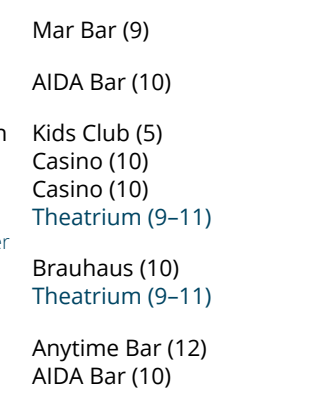 Mar Bar (9)
AIDA Bar (10)
Kids Club (5)
Casino (10)
Casino (10)
Theatrium (9–11)
Brauhaus (10)
Theatrium (9–11)
Anytime Bar (12)
AIDA Bar (10)